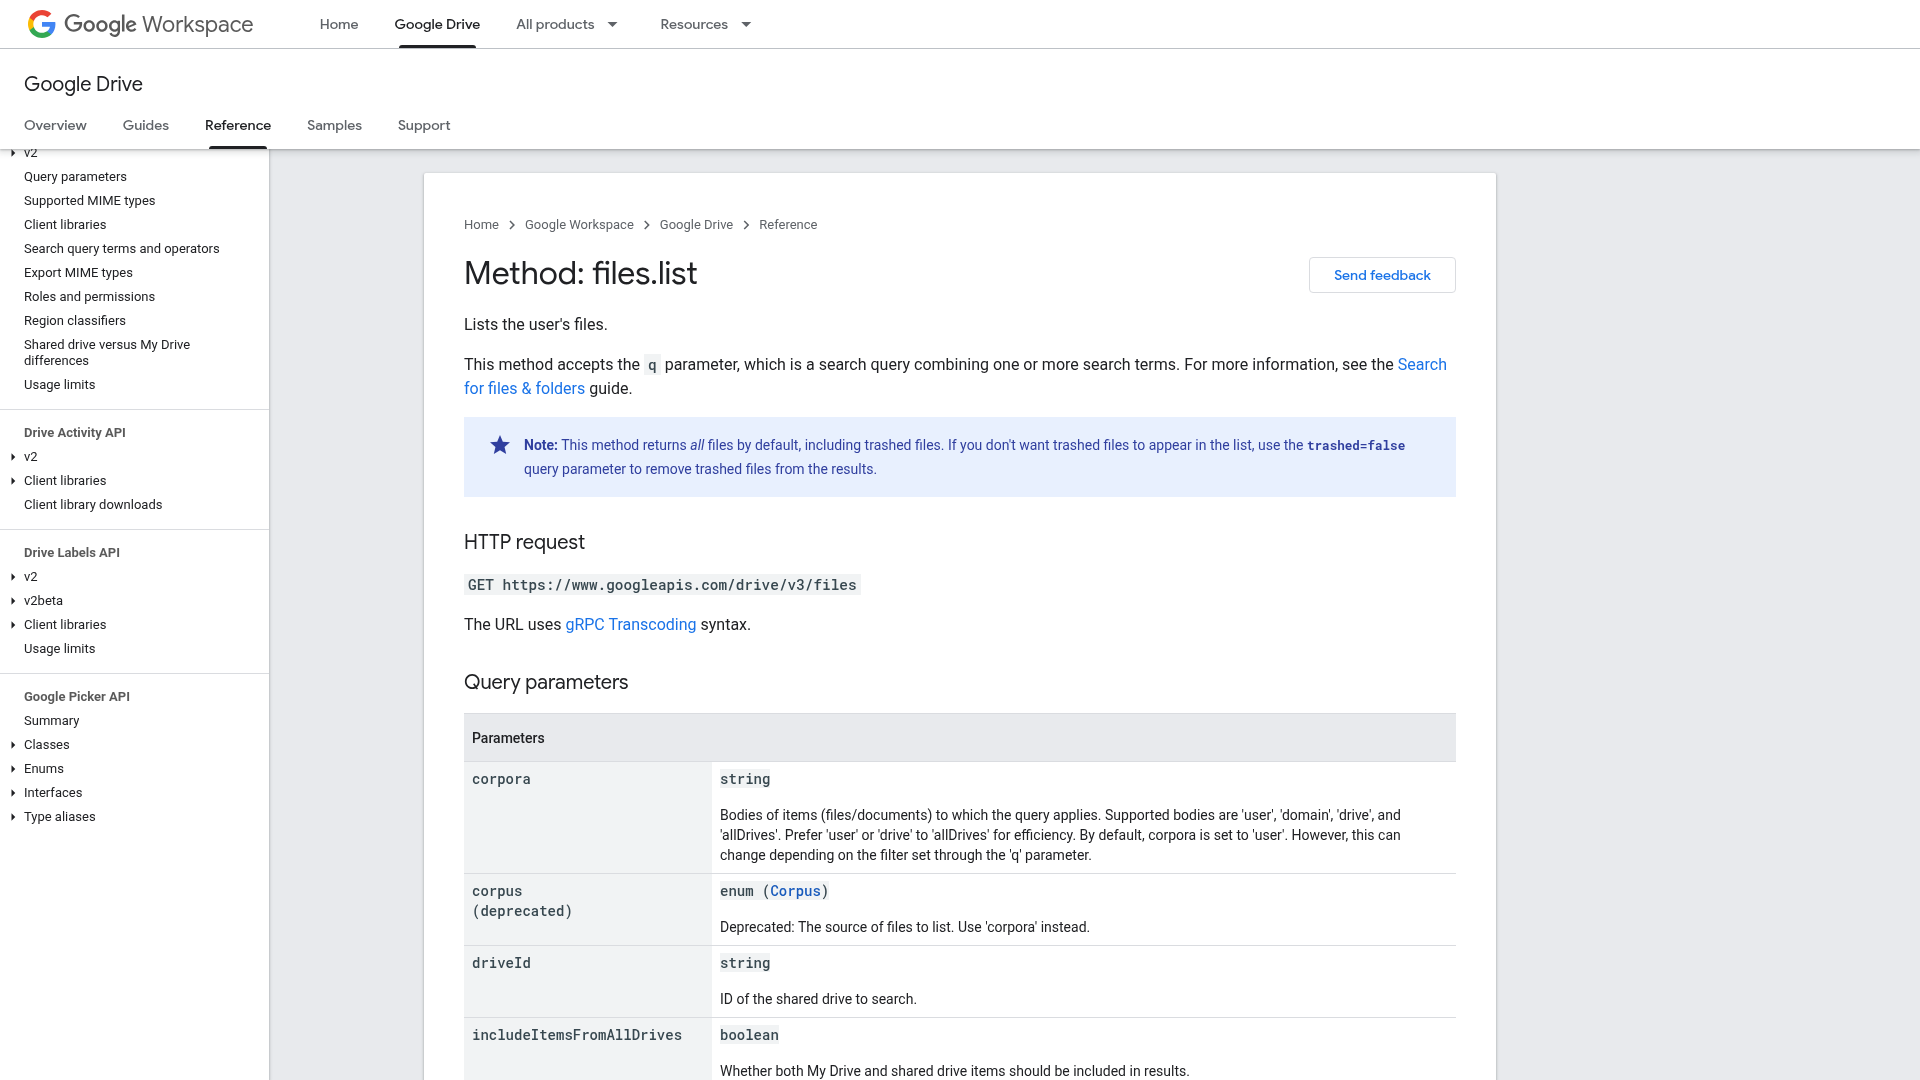 Google Workspace
Home
Google Drive
All products
Resources
Google Drive
Overview
Guides
Reference
Samples
Support
v2
Query parameters
Supported MIME types
Client libraries
Search query terms and operators
Export MIME types
Roles and permissions
Region classifiers
Shared drive versus My Drive
differences
Usage limits
Drive Activity API
v2
Client libraries
Client library downloads
Drive Labels API
v2
v2beta
Client libraries
Usage limits
Google Picker API
Summary
Classes
Enums
Interfaces
Type aliases
Home > Google Workspace > Google Drive > Reference
Method: files.list
Send feedback
Lists the user's files.
This method accepts the q parameter, which is a search query combining one or more search terms. For more information, see the Search
for files & folders guide.
Note: This method returns all files by default, including trashed files. If you don't want trashed files to appear in the list, use the trashed=false
query parameter to remove trashed files from the results.
HTTP request
GET https://www.googleapis.com/drive/v3/files
The URL uses gRPC Transcoding syntax.
Query parameters
Parameters
corpora
string
Bodies of items (files/documents) to which the query applies. Supported bodies are 'user', 'domain', 'drive', and
'allDrives'. Prefer 'user' or 'drive' to 'allDrives' for efficiency. By default, corpora is set to 'user'. However, this can
change depending on the filter set through the 'q' parameter.
corpus
(deprecated)
enum (Corpus)
Deprecated: The source of files to list. Use 'corpora' instead.
driveId
string
ID of the shared drive to search.
includeItemsFromAllDrives
boolean
Whether both My Drive and shared drive items should be included in results.